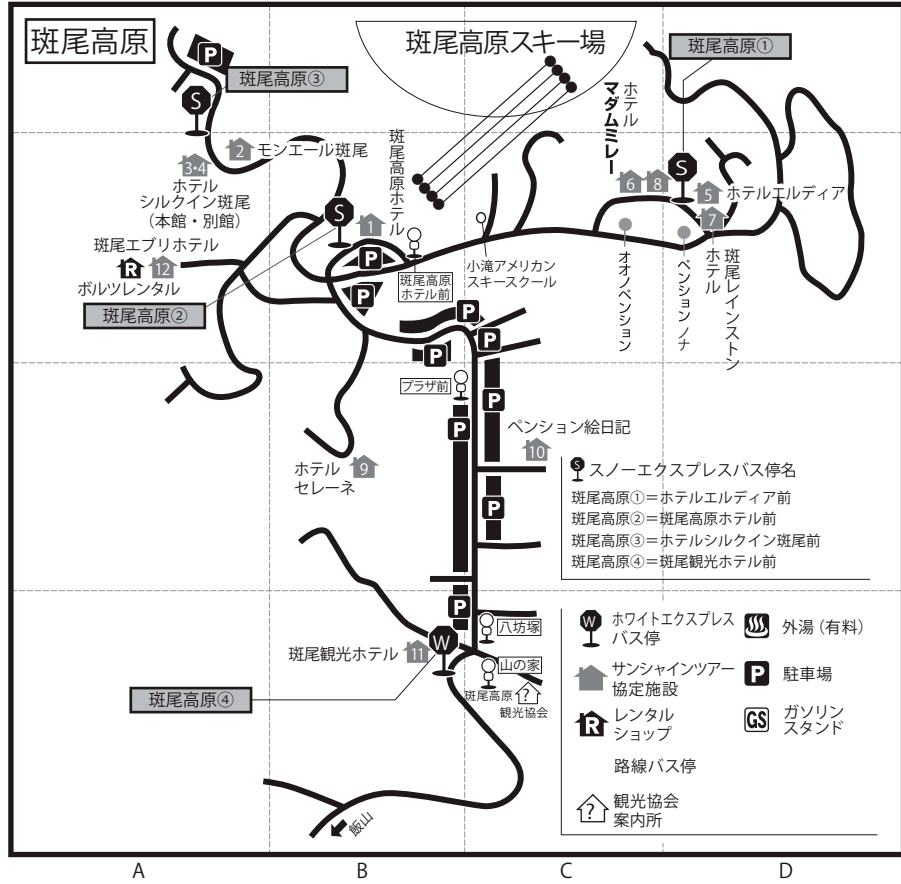 斑尾高原
斑尾高原スキー場
斑尾高原①
P
斑尾高原③
S
ホテル
マダムミレー
2 モンエール斑尾
3・4
ホテル
シルクイン斑尾
（本館・別館）
斑尾高原ホテル
S
6
8
5 ホテルエルディア
7
斑尾レインストン
ホテル
S
1
斑尾エブリホテル
R 12
ボルツレンタル
斑尾高原②
P
P
斑尾高原
ホテル前
小滝アメリカン
スキースクール
オオノペンション
ペンション ノナ
P
P
P
プラザ前
P
P
ペンション絵日記
10
ホテル
セレーネ
9
P
S スノーエクスプレスバス停名
斑尾高原①＝ホテルエルディア前
斑尾高原②＝斑尾高原ホテル前
斑尾高原③＝ホテルシルクイン斑尾前
斑尾高原④＝斑尾観光ホテル前
P
八坊塚
斑尾観光ホテル 11
W
山の家
斑尾高原
観光協会
?
斑尾高原④
飯山
W ホワイトエクスプレス
バス停
外湯（有料）
サンシャインツアー
協定施設
P 駐車場
R レンタル
ショップ
GS ガソリン
スタンド
路線バス停
? 観光協会
案内所
A B C D